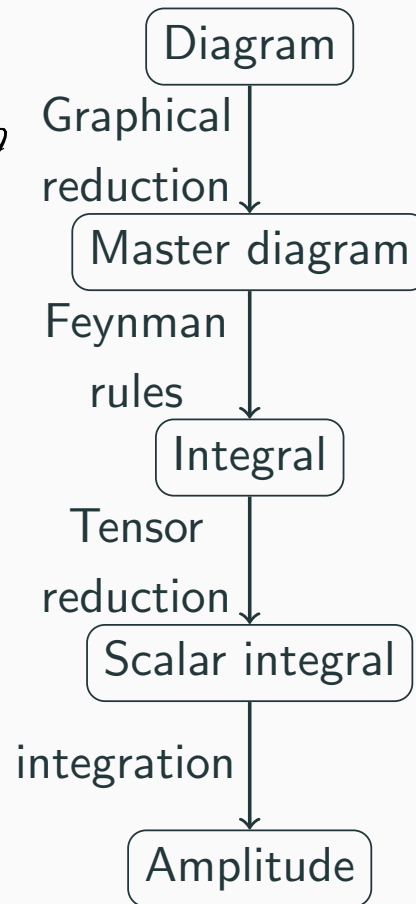 Diagram
Graphical
reduction
Master diagram
Feynman
rules
Integral
Tensor
reduction
Scalar integral
integration
Amplitude